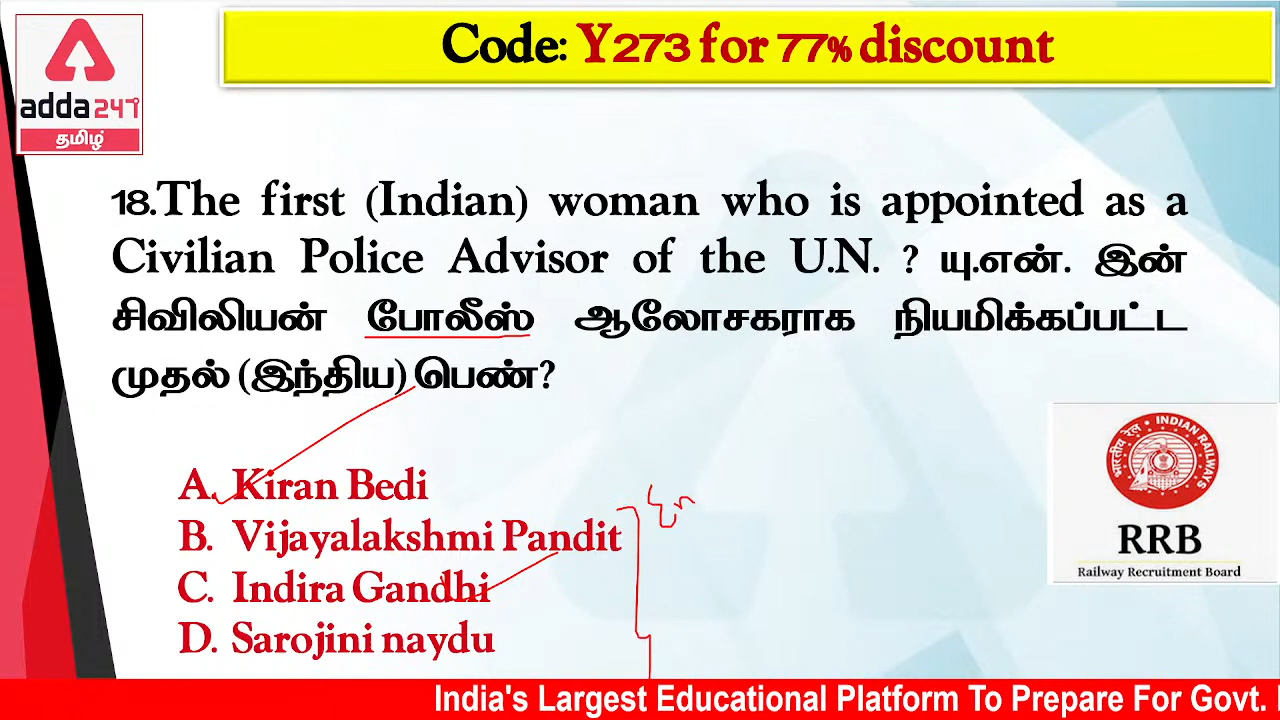 Code: Y273 for 77% discount
adda247
தமிழ்
18.The first (Indian) woman who is appointed as a
Civilian Police Advisor of the U.N. ? யு.என். இன்
சிவிலியன் போலீஸ் ஆலோசகராக நியமிக்கப்பட்ட
முதல் (இந்திய) பெண்?
A. Kiran Bedi
B. Vijayalakshmi Pandit
C. Indira Gandhi
D. Sarojini naydu
भारतीय रेल INDIAN RAILWAYS
RRB
Railway Recruitment Board
India's Largest Educational Platform To Prepare For Govt.